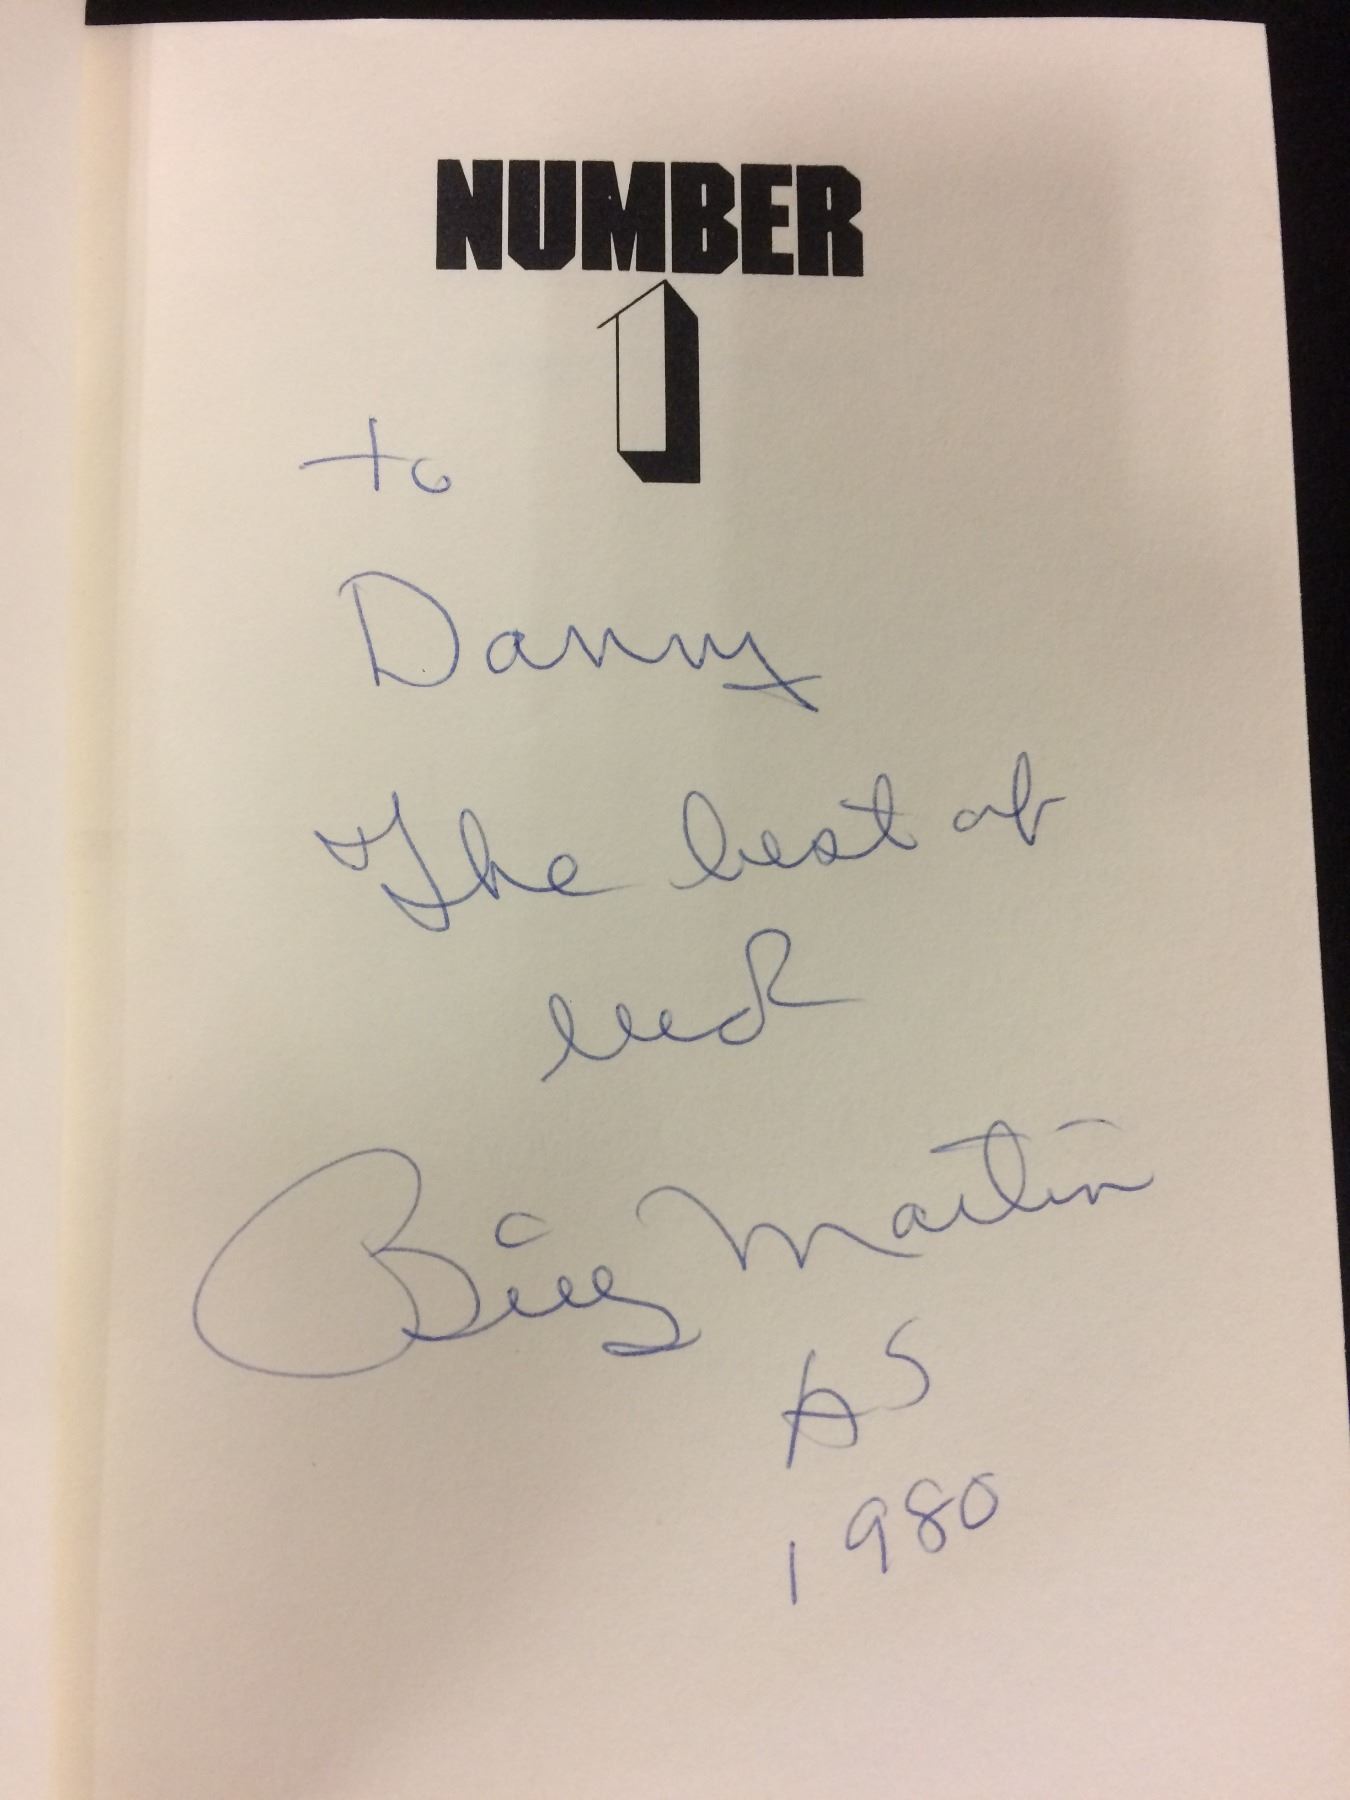 NUMBER
1
to
Danny
The best of
luck
Billy Martin
A's
1980